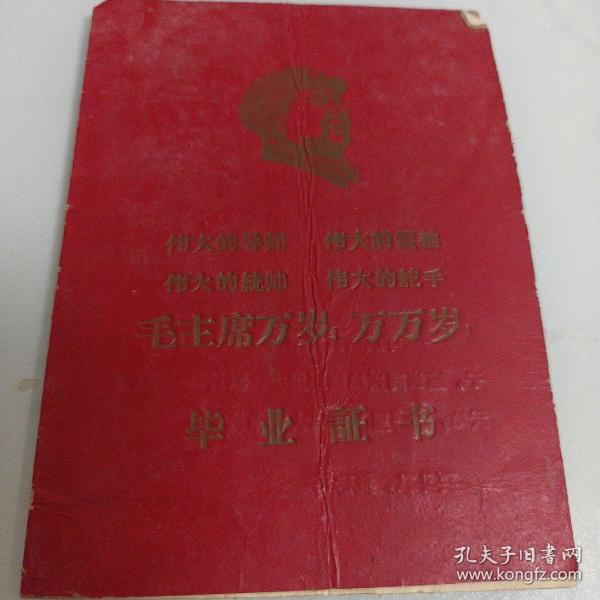 伟大的导师 伟大的领袖
伟大的統帅 伟大的舵手
毛主席万岁！万万岁！
毕业証书
孔夫子旧书网
www.kongfz.com